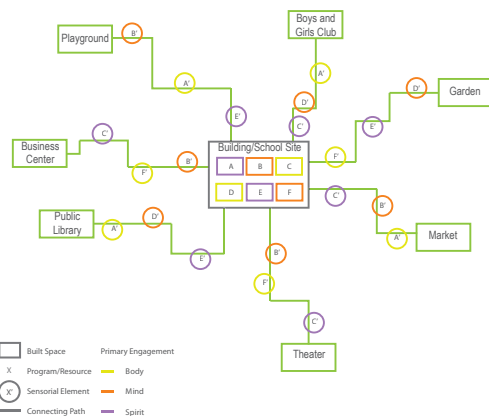 Boys and
Girls Club
Playground
B'
A'
A'
D'
Garden
D'
E'
C'
E'
C'
Business
Center
B'
F'
Building/School Site
A
B
C
D
E
F
F'
C'
B'
A'
Market
Public
Library
D'
A'
E'
B'
F'
C'
Theater
Built Space
Primary Engagement
X
Program/Resource
Body
X'
Sensorial Element
Mind
Connecting Path
Spirit